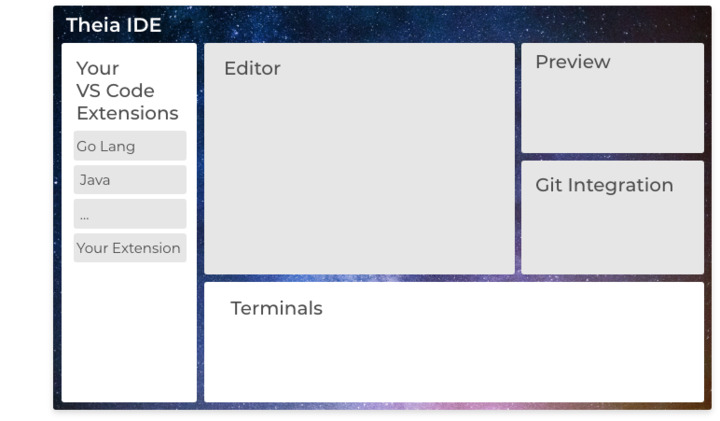 Theia IDE
Your
VS Code
Extensions
Go Lang
Java
...
Your Extension
Editor
Preview
Git Integration
Terminals